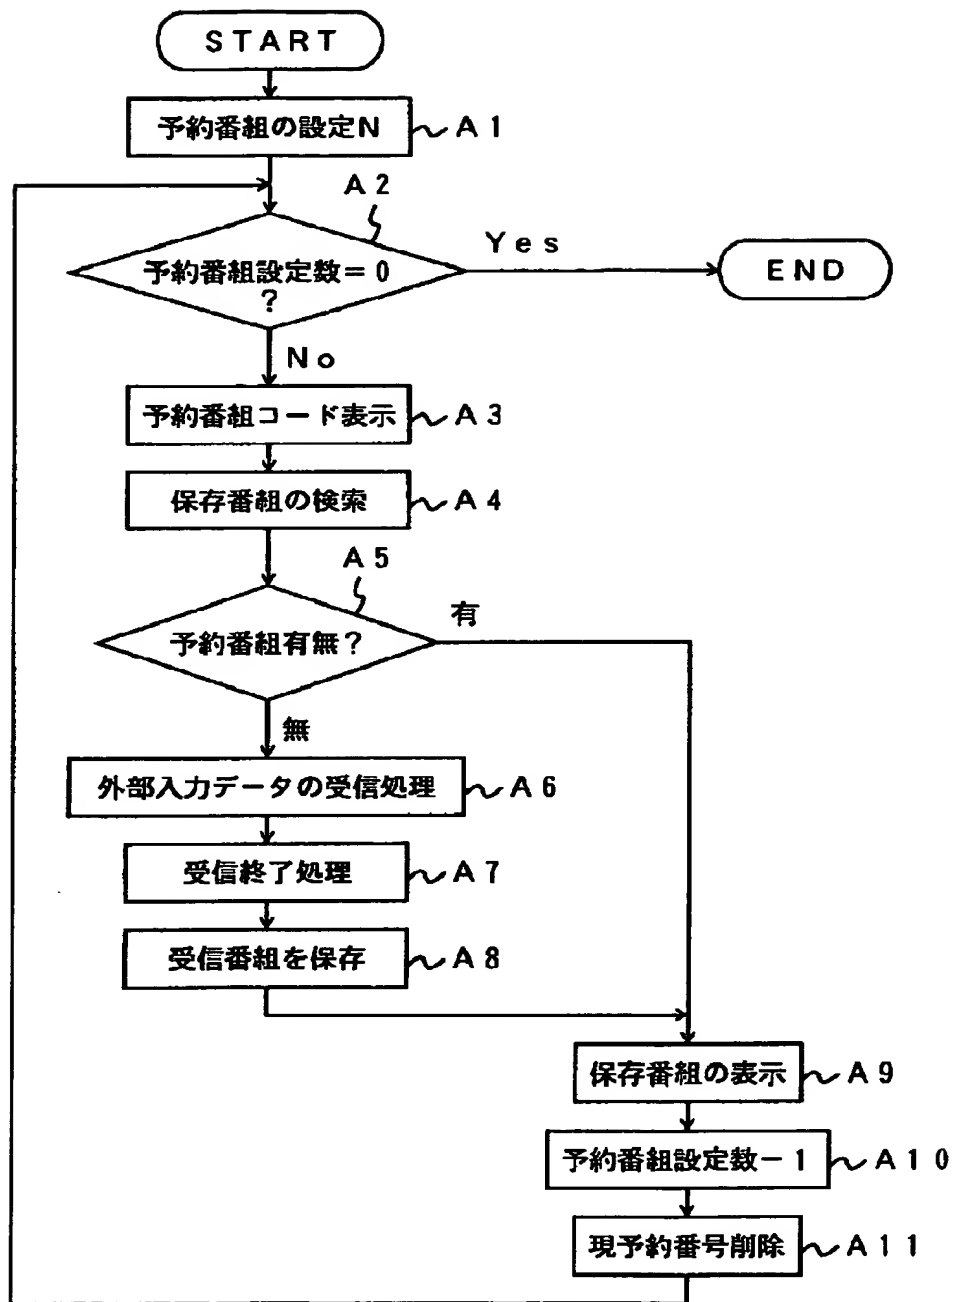 START
予約番組の設定N
A1
A2
予約番組設定数=0
?
Yes
END
No
予約番組コード表示
A3
保存番組の検索
A4
A5
予約番組有無?
有
無
外部入力データの受信処理
A6
受信終了処理
A7
受信番組を保存
A8
保存番組の表示
A9
予約番組設定数-1
A10
現予約番号削除
A11